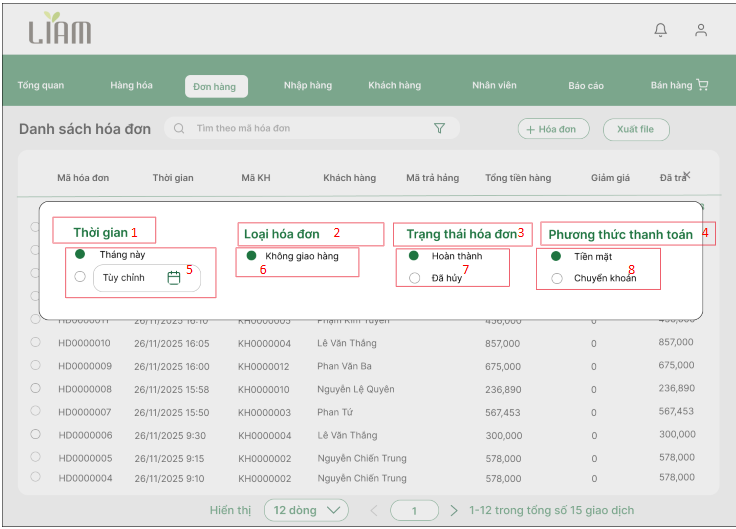 LIAM
Tổng quan Hàng hóa Đơn hàng Nhập hàng Khách hàng Nhân viên Báo cáo Bán hàng
Danh sách hóa đơn Tìm theo mã hóa đơn + Hóa đơn Xuất file
Mã hóa đơn Thời gian Mã KH Khách hàng Mã trả hàng Tổng tiền hàng Giảm giá Đã trả
Thời gian 1 Loại hóa đơn 2 Trạng thái hóa đơn 3 Phương thức thanh toán 4
Tháng này Không giao hàng Hoàn thành Tiền mặt
5 6 7 8
Tùy chỉnh Đã hủy Chuyển khoản
HD0000011 26/11/2025 16:10 KH0000005 Phạm Kim Tuyến 456,000 0 456,000
HD0000010 26/11/2025 16:05 KH0000004 Lê Văn Thắng 857,000 0 857,000
HD0000009 26/11/2025 16:00 KH0000012 Phan Văn Ba 675,000 0 675,000
HD0000008 26/11/2025 15:58 KH0000010 Nguyễn Lệ Quyên 236,890 0 236,890
HD0000007 26/11/2025 15:50 KH0000003 Phan Tứ 567,453 0 567,453
HD0000006 26/11/2025 9:30 KH0000004 Lê Văn Thắng 300,000 0 300,000
HD0000005 26/11/2025 9:15 KH0000002 Nguyễn Chiến Trung 578,000 0 578,000
HD0000004 26/11/2025 9:10 KH0000002 Nguyễn Chiến Trung 578,000 0 578,000
Hiển thị 12 dòng 1 1-12 trong tổng số 15 giao dịch